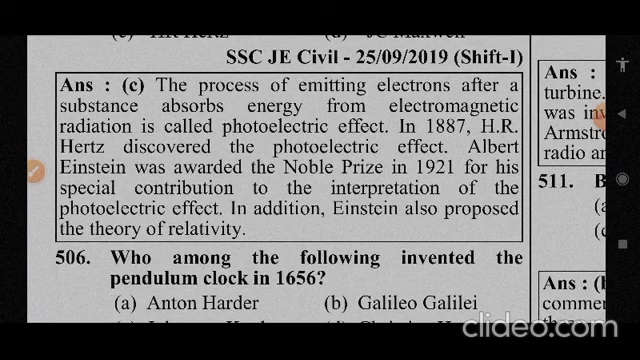 SSC JE Civil - 25/09/2019 (Shift-I)
Ans : (c) The process of emitting electrons after a
substance absorbs energy from electromagnetic
radiation is called photoelectric effect. In 1887, H.R.
Hertz discovered the photoelectric effect. Albert
Einstein was awarded the Noble Prize in 1921 for his
special contribution to the interpretation of the
photoelectric effect. In addition, Einstein also proposed
the theory of relativity.
506. Who among the following invented the
pendulum clock in 1656?
(a) Anton Harder (b) Galileo Galilei
Ans :
turbine.
was
radio
511.
Ans :
clideo.com